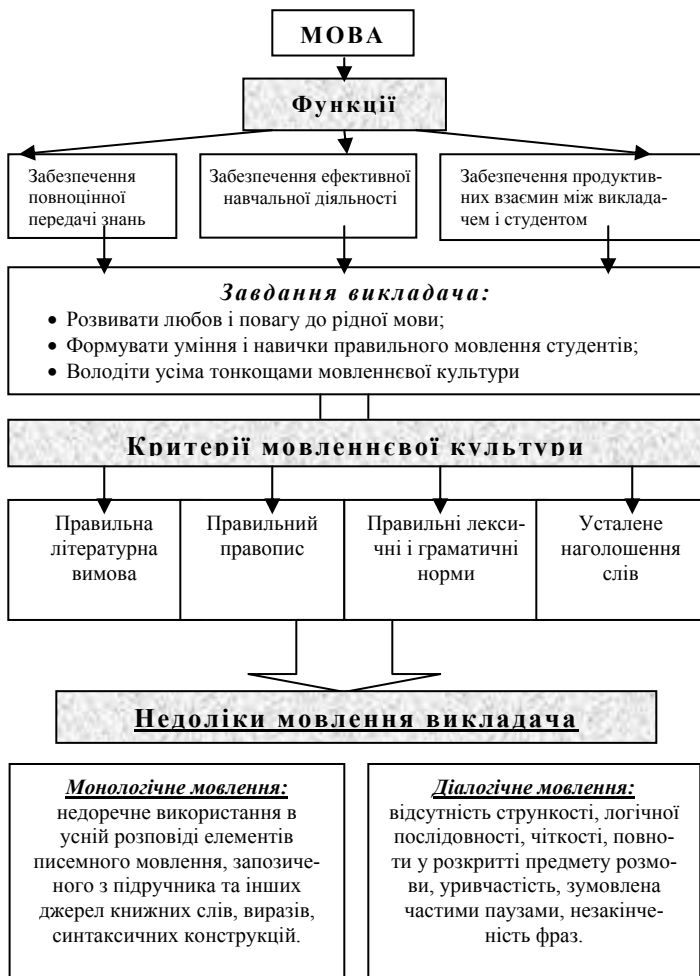 МОВА
Функції
Забезпечення
повноцінної
передачі знань
Забезпечення ефективної
навчальної діяльності
Забезпечення продуктив-
них взаємин між виклада-
чем і студентом
Завдання викладача:
• Розвивати любов і повагу до рідної мови;
• Формувати уміння і навички правильного мовлення студентів;
• Володіти усіма тонкощами мовленнєвої культури
Критерії мовленнєвої культури
Правильна
літературна
вимова
Правильний
правопис
Правильні лекси-
чні і граматичні
норми
Усталене
наголошення
слів
Недоліки мовлення викладача
Монологічне мовлення:
недоречне використання в
усній розповіді елементів
писемного мовлення, запозиче-
ного з підручника та інших
джерел книжних слів, виразів,
синтаксичних конструкцій.
Діалогічне мовлення:
відсутність стрункості, логічної
послідовності, чіткості, повно-
ти у розкритті предмету розмо-
ви, уривчастість, зумовлена
частими паузами, незакінче-
ність фраз.